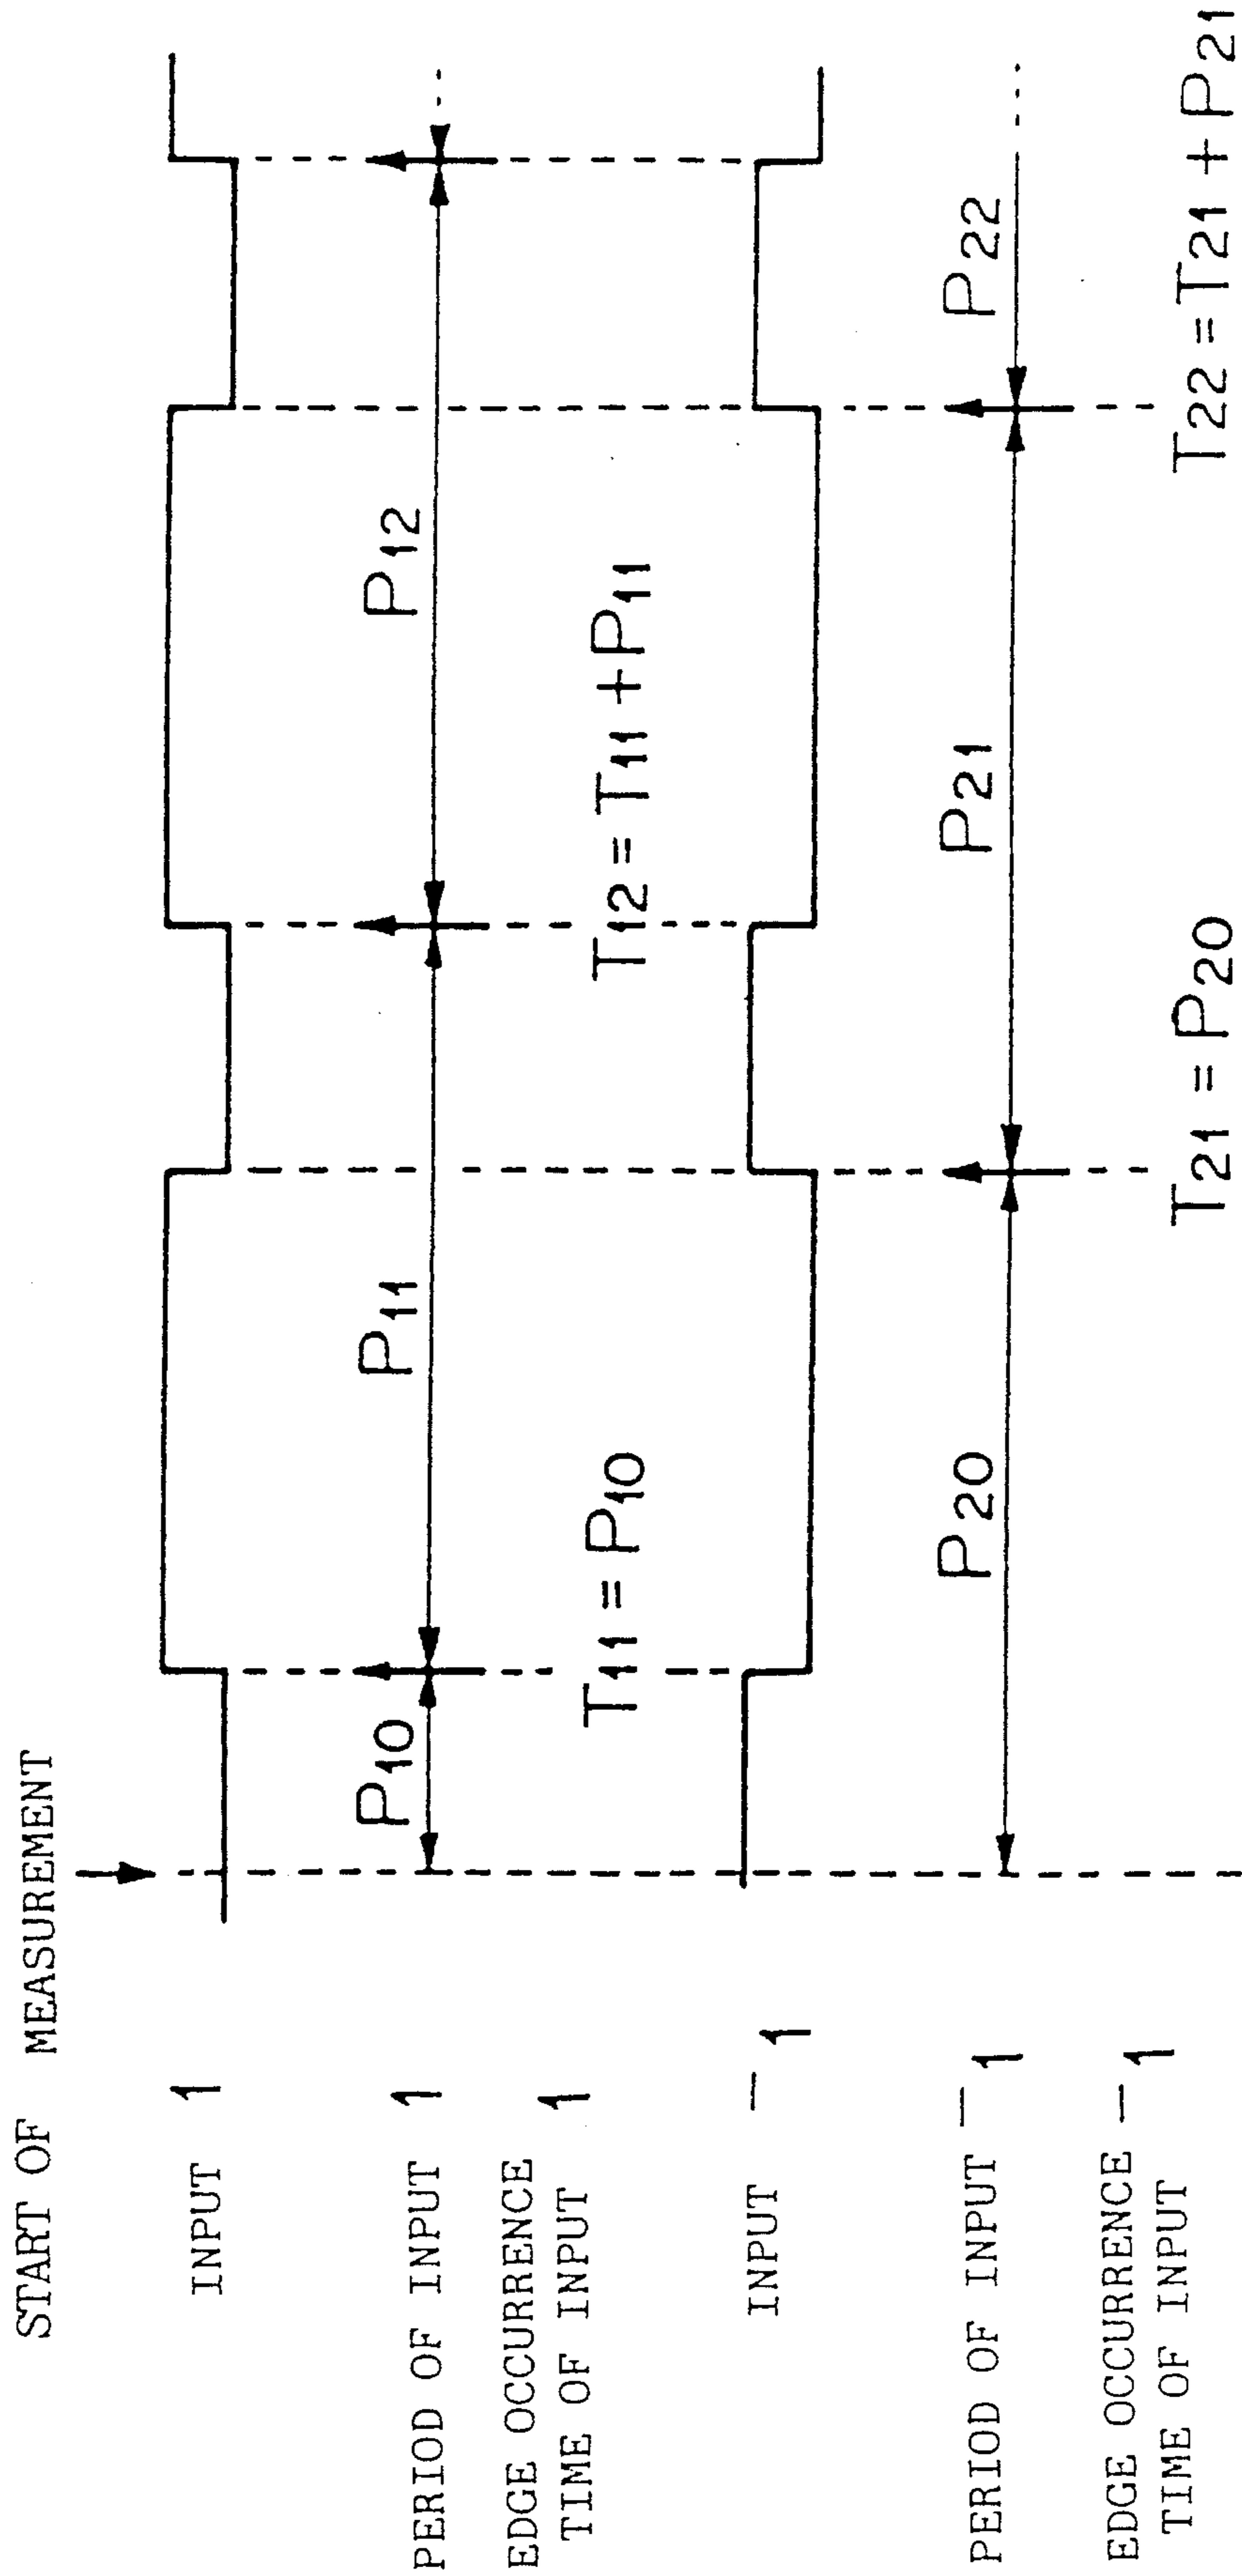 START OF MEASUREMENT
INPUT 1
PERIOD OF INPUT 1
P10
P11
P12
EDGE OCCURRENCE
TIME OF INPUT 1
T11 = P10
T12 = T11 + P11
INPUT -1
PERIOD OF INPUT -1
P20
P21
P22
EDGE OCCURRENCE -1
TIME OF INPUT
T21 = P20
T22 = T21 + P21